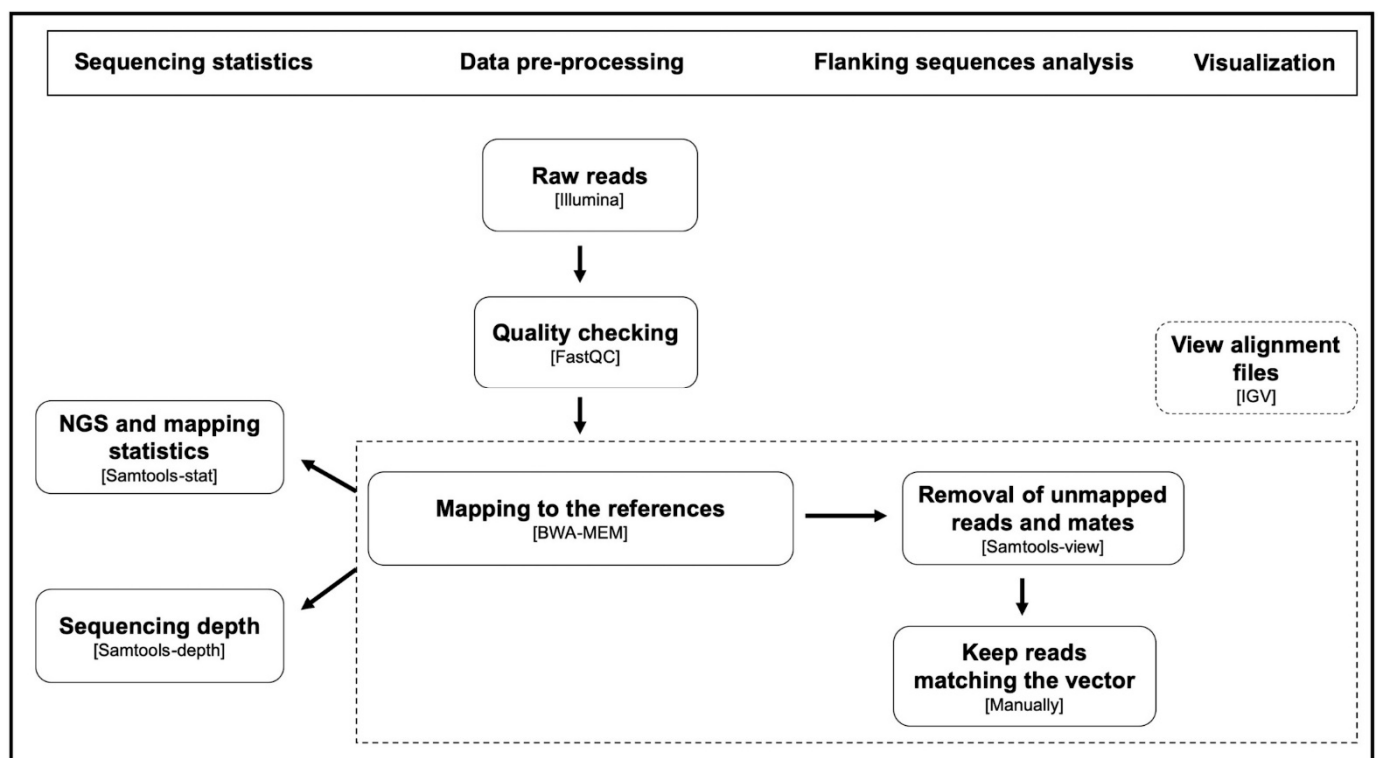 Sequencing statistics Data pre-processing Flanking sequences analysis Visualization
Raw reads
[Illumina]
Quality checking
[FastQC]
View alignment
files
[IGV]
NGS and mapping
statistics
[Samtools-stat]
Mapping to the references
[BWA-MEM]
Removal of unmapped
reads and mates
[Samtools-view]
Sequencing depth
[Samtools-depth]
Keep reads
matching the vector
[Manually]